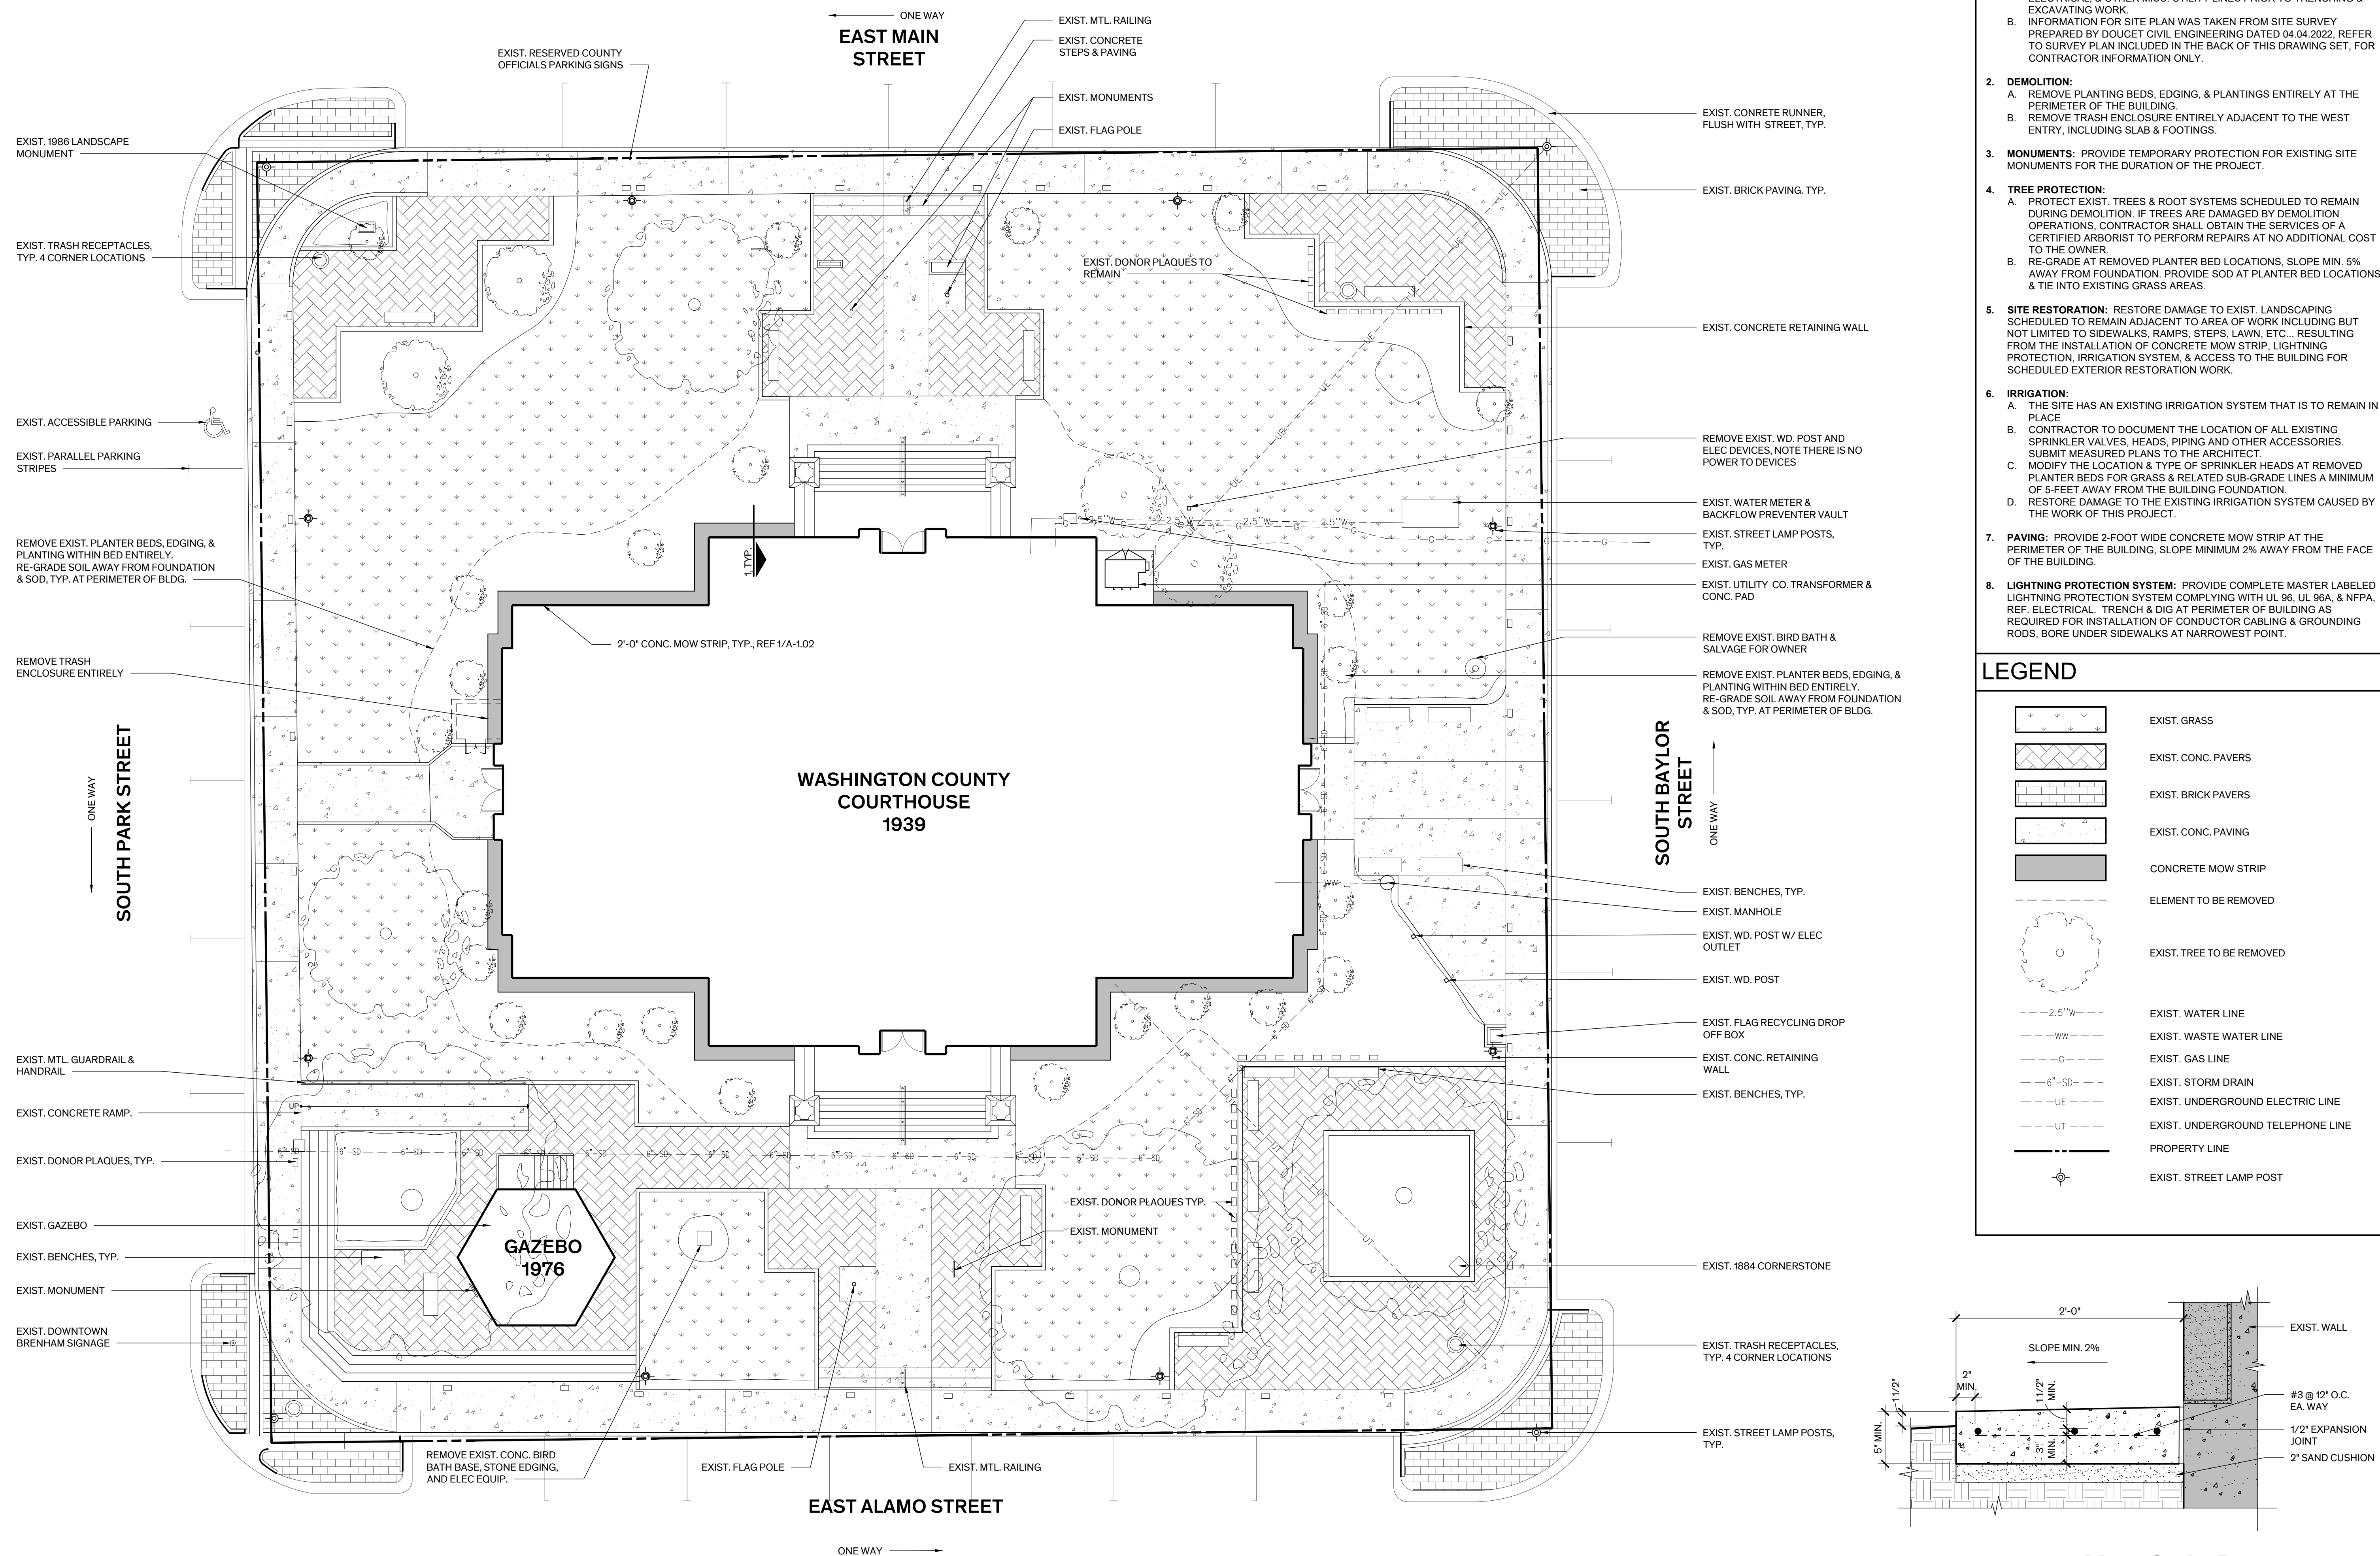 ONE WAY
EAST MAIN
STREET
EXIST. MTL. RAILING
EXIST. CONCRETE
STEPS & PAVING
EXIST. MONUMENTS
EXIST. FLAG POLE
EXIST. RESERVED COUNTY
OFFICIALS PARKING SIGNS
EXIST. 1986 LANDSCAPE
MONUMENT
EXIST. TRASH RECEPTACLES,
TYP. 4 CORNER LOCATIONS
EXIST. ACCESSIBLE PARKING
EXIST. PARALLEL PARKING
STRIPES
REMOVE EXIST. PLANTER BEDS, EDGING, &
PLANTING WITHIN BED ENTIRELY.
RE-GRADE SOIL AWAY FROM FOUNDATION
& SOD, TYP. AT PERIMETER OF BLDG.
REMOVE TRASH
ENCLOSURE ENTIRELY
SOUTH PARK STREET
ONE WAY
EXIST. MTL. GUARDRAIL &
HANDRAIL
EXIST. CONCRETE RAMP.
UP
EXIST. DONOR PLAQUES, TYP.
EXIST. GAZEBO
EXIST. BENCHES, TYP.
EXIST. MONUMENT
EXIST. DOWNTOWN
BRENHAM SIGNAGE
EXIST. DONOR PLAQUES TO
REMAIN
1, TYP.
2'-0" CONC. MOW STRIP, TYP., REF 1/A-1.02
WASHINGTON COUNTY
COURTHOUSE
1939
GAZEBO
1976
EXIST. DONOR PLAQUES TYP.
EXIST. MONUMENT
REMOVE EXIST. CONC. BIRD
BATH BASE, STONE EDGING,
AND ELEC EQUIP.
EXIST. FLAG POLE
EXIST. MTL. RAILING
EAST ALAMO STREET
ONE WAY
EXIST. CONRETE RUNNER,
FLUSH WITH STREET, TYP.
EXIST. BRICK PAVING. TYP.
EXIST. CONCRETE RETAINING WALL
REMOVE EXIST. WD. POST AND
ELEC DEVICES, NOTE THERE IS NO
POWER TO DEVICES
EXIST. WATER METER &
BACKFLOW PREVENTER VAULT
EXIST. STREET LAMP POSTS,
TYP.
EXIST. GAS METER
EXIST. UTILITY CO. TRANSFORMER &
CONC. PAD
REMOVE EXIST. BIRD BATH &
SALVAGE FOR OWNER
REMOVE EXIST. PLANTER BEDS, EDGING, &
PLANTING WITHIN BED ENTIRELY.
RE-GRADE SOIL AWAY FROM FOUNDATION
& SOD, TYP. AT PERIMETER OF BLDG.
SOUTH BAYLOR
STREET
ONE WAY
EXIST. BENCHES, TYP.
EXIST. MANHOLE
EXIST. WD. POST W/ ELEC
OUTLET
EXIST. WD. POST
EXIST. FLAG RECYCLING DROP
OFF BOX
EXIST. CONC. RETAINING
WALL
EXIST. BENCHES, TYP.
EXIST. 1884 CORNERSTONE
EXIST. TRASH RECEPTACLES,
TYP. 4 CORNER LOCATIONS
EXIST. STREET LAMP POSTS,
TYP.
EXCAVATING WORK.
B. INFORMATION FOR SITE PLAN WAS TAKEN FROM SITE SURVEY
PREPARED BY DOUCET CIVIL ENGINEERING DATED 04.04.2022, REFER
TO SURVEY PLAN INCLUDED IN THE BACK OF THIS DRAWING SET, FOR
CONTRACTOR INFORMATION ONLY.
2. DEMOLITION:
A. REMOVE PLANTING BEDS, EDGING, & PLANTINGS ENTIRELY AT THE
PERIMETER OF THE BUILDING.
B. REMOVE TRASH ENCLOSURE ENTIRELY ADJACENT TO THE WEST
ENTRY, INCLUDING SLAB & FOOTINGS.
3. MONUMENTS: PROVIDE TEMPORARY PROTECTION FOR EXISTING SITE
MONUMENTS FOR THE DURATION OF THE PROJECT.
4. TREE PROTECTION:
A. PROTECT EXIST. TREES & ROOT SYSTEMS SCHEDULED TO REMAIN
DURING DEMOLITION. IF TREES ARE DAMAGED BY DEMOLITION
OPERATIONS, CONTRACTOR SHALL OBTAIN THE SERVICES OF A
CERTIFIED ARBORIST TO PERFORM REPAIRS AT NO ADDITIONAL COST
TO THE OWNER.
B. RE-GRADE AT REMOVED PLANTER BED LOCATIONS, SLOPE MIN. 5%
AWAY FROM FOUNDATION. PROVIDE SOD AT PLANTER BED LOCATIONS
& TIE INTO EXISTING GRASS AREAS.
5. SITE RESTORATION: RESTORE DAMAGE TO EXIST. LANDSCAPING
SCHEDULED TO REMAIN ADJACENT TO AREA OF WORK INCLUDING BUT
NOT LIMITED TO SIDEWALKS, RAMPS, STEPS, LAWN, ETC... RESULTING
FROM THE INSTALLATION OF CONCRETE MOW STRIP, LIGHTNING
PROTECTION, IRRIGATION SYSTEM, & ACCESS TO THE BUILDING FOR
SCHEDULED EXTERIOR RESTORATION WORK.
6. IRRIGATION:
A. THE SITE HAS AN EXISTING IRRIGATION SYSTEM THAT IS TO REMAIN IN
PLACE
B. CONTRACTOR TO DOCUMENT THE LOCATION OF ALL EXISTING
SPRINKLER VALVES, HEADS, PIPING AND OTHER ACCESSORIES.
SUBMIT MEASURED PLANS TO THE ARCHITECT.
C. MODIFY THE LOCATION & TYPE OF SPRINKLER HEADS AT REMOVED
PLANTER BEDS FOR GRASS & RELATED SUB-GRADE LINES A MINIMUM
OF 5-FEET AWAY FROM THE BUILDING FOUNDATION.
D. RESTORE DAMAGE TO THE EXISTING IRRIGATION SYSTEM CAUSED BY
THE WORK OF THIS PROJECT.
7. PAVING: PROVIDE 2-FOOT WIDE CONCRETE MOW STRIP AT THE
PERIMETER OF THE BUILDING, SLOPE MINIMUM 2% AWAY FROM THE FACE
OF THE BUILDING.
8. LIGHTNING PROTECTION SYSTEM: PROVIDE COMPLETE MASTER LABELED
LIGHTNING PROTECTION SYSTEM COMPLYING WITH UL 96, UL 96A, & NFPA,
REF. ELECTRICAL. TRENCH & DIG AT PERIMETER OF BUILDING AS
REQUIRED FOR INSTALLATION OF CONDUCTOR CABLING & GROUNDING
RODS, BORE UNDER SIDEWALKS AT NARROWEST POINT.
LEGEND
EXIST. GRASS
EXIST. CONC. PAVERS
EXIST. BRICK PAVERS
EXIST. CONC. PAVING
CONCRETE MOW STRIP
ELEMENT TO BE REMOVED
EXIST. TREE TO BE REMOVED
2.5''W EXIST. WATER LINE
WW EXIST. WASTE WATER LINE
G EXIST. GAS LINE
6"-SD EXIST. STORM DRAIN
UE EXIST. UNDERGROUND ELECTRIC LINE
UT EXIST. UNDERGROUND TELEPHONE LINE
PROPERTY LINE
EXIST. STREET LAMP POST
2'-0"
SLOPE MIN. 2%
2"
MIN.
1 1/2"
5" MIN.
1 1/2"
MIN.
3"
MIN.
EXIST. WALL
#3 @ 12" O.C.
EA. WAY
1/2" EXPANSION
JOINT
2" SAND CUSHION